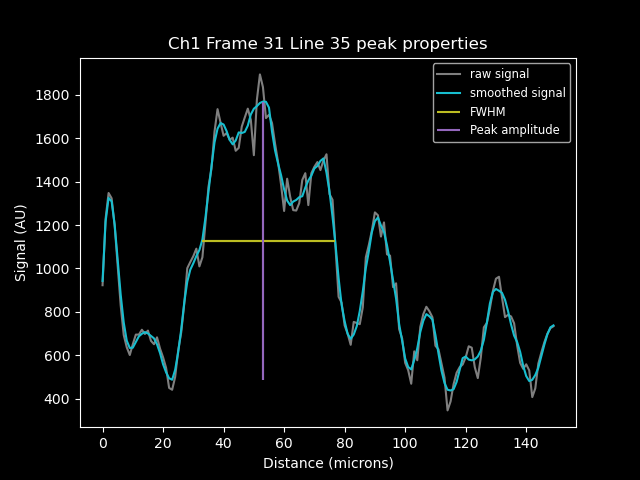 Ch1 Frame 31 Line 35 peak properties
raw signal
smoothed signal
FWHM
Peak amplitude
Signal (AU)
1800
1600
1400
1200
1000
800
600
400
0 20 40 60 80 100 120 140
Distance (microns)